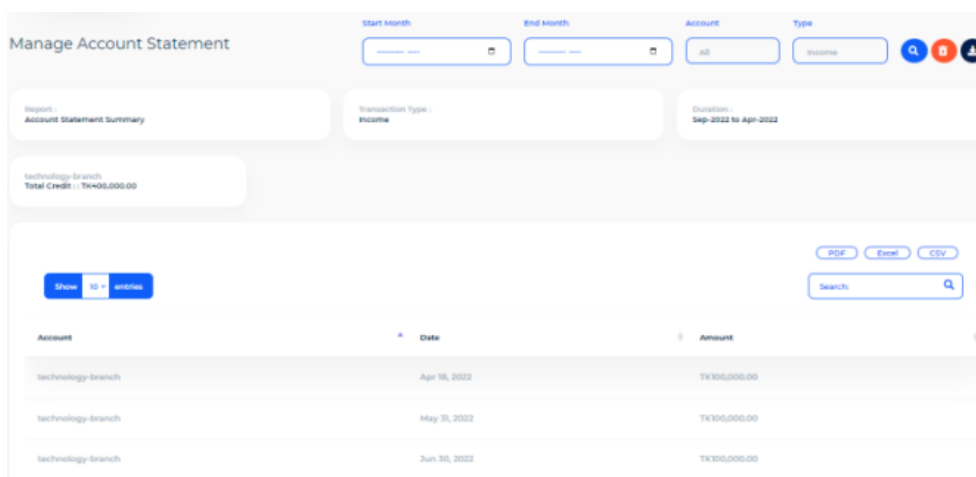 Start Month End Month Account Type
Manage Account Statement
All Income
Report :
Account Statement Summary
Transaction Type :
Income
Duration :
Sep-2022 to Apr-2022
technology-branch
Total Credit : : TK400,000.00
PDF Excel CSV
Show 10 entries
Search:
Account Date Amount
technology-branch Apr 18, 2022 TK100,000.00
technology-branch May 31, 2022 TK100,000.00
technology-branch Jun 30, 2022 TK100,000.00